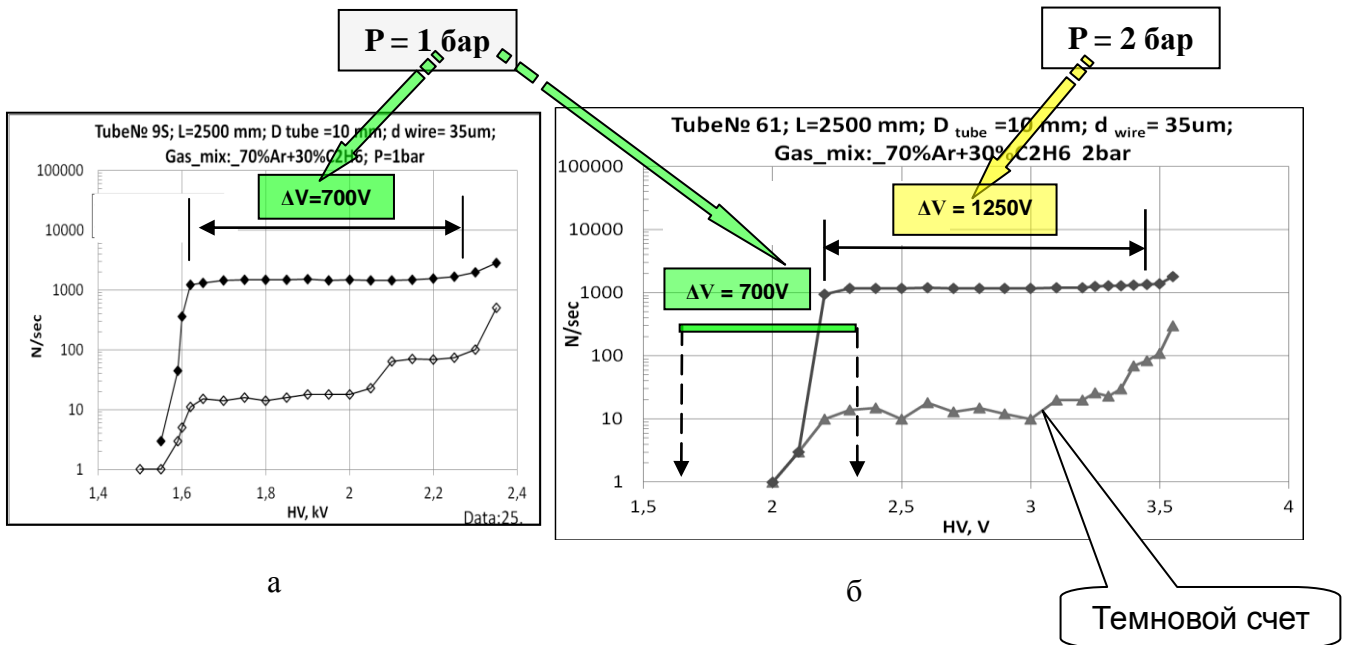 P = 1 бар
P = 2 бар
Tube№ 9S; L=2500 mm; D tube =10 mm; d wire= 35um;
Gas_mix:_70%Ar+30%C2H6; P=1bar
ΔV=700V
100000
10000
1000
100
10
1
N/sec
1,4
1,6
1,8
2
2,2
2,4
HV, kV
Data:25.
а
Tube№ 61; L=2500 mm; D tube =10 mm; d wire= 35um;
Gas_mix:_70%Ar+30%C2H6 2bar
ΔV = 1250V
ΔV = 700V
100000
10000
1000
100
10
1
N/sec
1,5
2
2,5
3
3,5
4
HV, V
б
Темновой счет